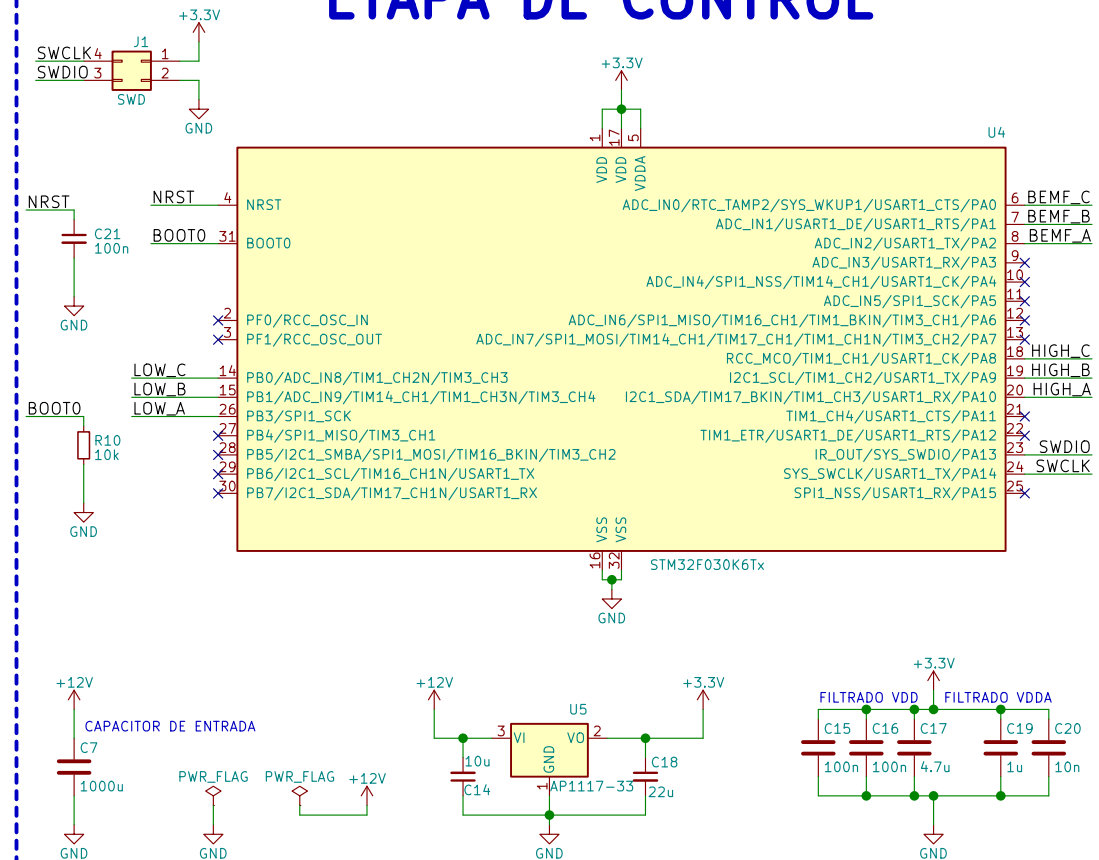 ETAPA DE CONTROL
+3.3V
J1
SWCLK 4 1
SWDIO 3 2
SWD
GND
+3.3V
U4
1 17 5
VDD VDD VDDA
NRST
C21
100n
GND
NRST 4 NRST
BOOT0 31 BOOT0
2 PF0/RCC_OSC_IN
3 PF1/RCC_OSC_OUT
LOW_C 14 PB0/ADC_IN8/TIM1_CH2N/TIM3_CH3
LOW_B 15 PB1/ADC_IN9/TIM14_CH1/TIM1_CH3N/TIM3_CH4
LOW_A 26 PB3/SPI1_SCK
27 PB4/SPI1_MISO/TIM3_CH1
28 PB5/I2C1_SMBA/SPI1_MOSI/TIM16_BKIN/TIM3_CH2
29 PB6/I2C1_SCL/TIM16_CH1N/USART1_TX
30 PB7/I2C1_SDA/TIM17_CH1N/USART1_RX
ADC_IN0/RTC_TAMP2/SYS_WKUP1/USART1_CTS/PA0 6 BEMF_C
ADC_IN1/USART1_DE/USART1_RTS/PA1 7 BEMF_B
ADC_IN2/USART1_TX/PA2 8 BEMF_A
ADC_IN3/USART1_RX/PA3 9
ADC_IN4/SPI1_NSS/TIM14_CH1/USART1_CK/PA4 10
ADC_IN5/SPI1_SCK/PA5 11
ADC_IN6/SPI1_MISO/TIM16_CH1/TIM1_BKIN/TIM3_CH1/PA6 12
ADC_IN7/SPI1_MOSI/TIM14_CH1/TIM17_CH1/TIM1_CH1N/TIM3_CH2/PA7 13
RCC_MCO/TIM1_CH1/USART1_CK/PA8 18 HIGH_C
I2C1_SCL/TIM1_CH2/USART1_TX/PA9 19 HIGH_B
I2C1_SDA/TIM17_BKIN/TIM1_CH3/USART1_RX/PA10 20 HIGH_A
TIM1_CH4/USART1_CTS/PA11 21
TIM1_ETR/USART1_DE/USART1_RTS/PA12 22
IR_OUT/SYS_SWDIO/PA13 23 SWDIO
SYS_SWCLK/USART1_TX/PA14 24 SWCLK
SPI1_NSS/USART1_RX/PA15 25
BOOT0
R10
10k
GND
VSS VSS
16 32
STM32F030K6Tx
GND
+12V
CAPACITOR DE ENTRADA
C7
1000u
GND
PWR_FLAG
GND
PWR_FLAG
+12V
+12V
+3.3V
U5
3 VI VO 2
GND
1
AP1117-33
10u
C14
C18
22u
GND
+3.3V
FILTRADO VDD FILTRADO VDDA
C15 C16 C17 C19 C20
100n 100n 4.7u 1u 10n
GND